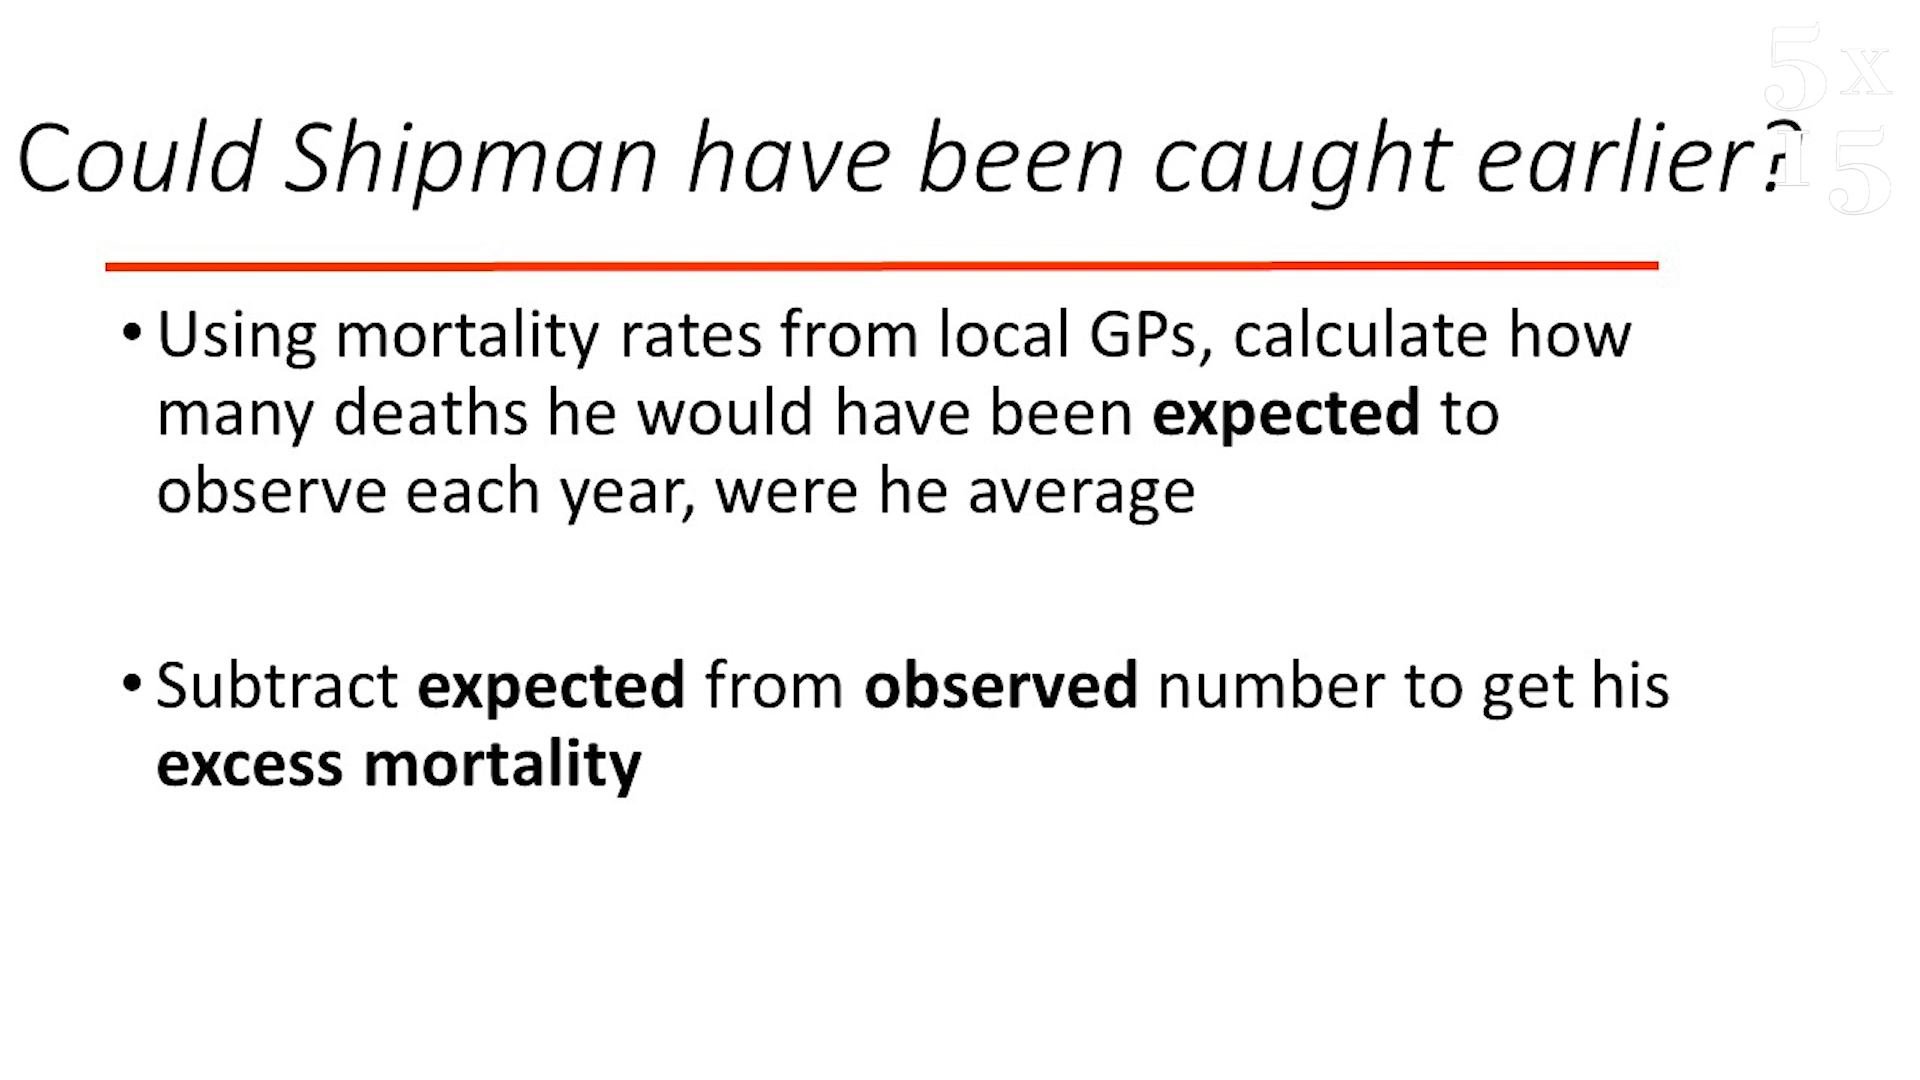 5x
15
Could Shipman have been caught earlier?
• Using mortality rates from local GPs, calculate how
many deaths he would have been expected to
observe each year, were he average
• Subtract expected from observed number to get his
excess mortality